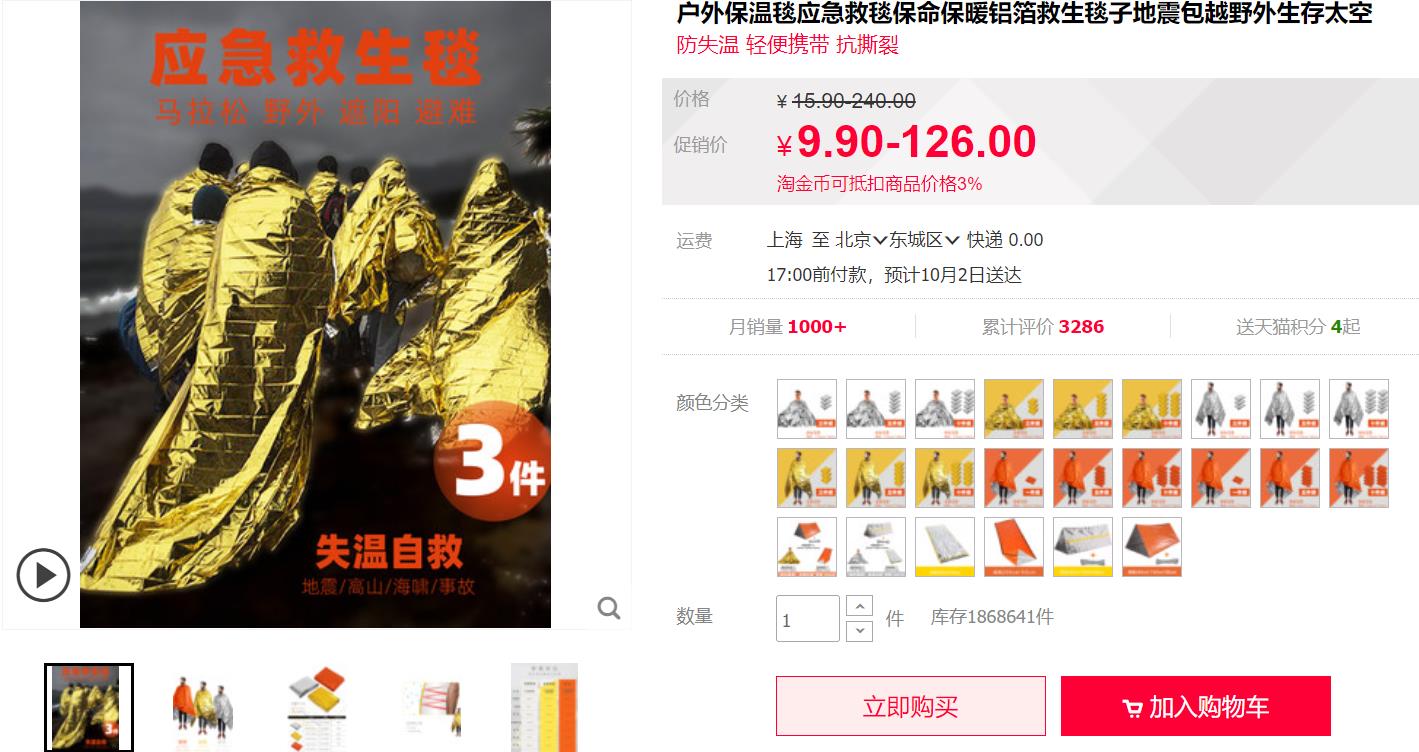 应急救生毯
马拉松 野外 遮阳 避难
3件
失温自救
地震/高山/海啸/事故
户外保温毯应急救毯保命保暖铝箔救生毯子地震包越野外生存太空
防失温 轻便携带 抗撕裂
价格
¥ 15.90-240.00
促销价
¥ 9.90-126.00
淘金币可抵扣商品价格3%
运费
上海 至 北京 东城区 快递 0.00
17:00前付款，预计10月2日送达
月销量 1000+
累计评价 3286
送天猫积分 4起
颜色分类
数量
1
件
库存1868641件
立即购买
加入购物车